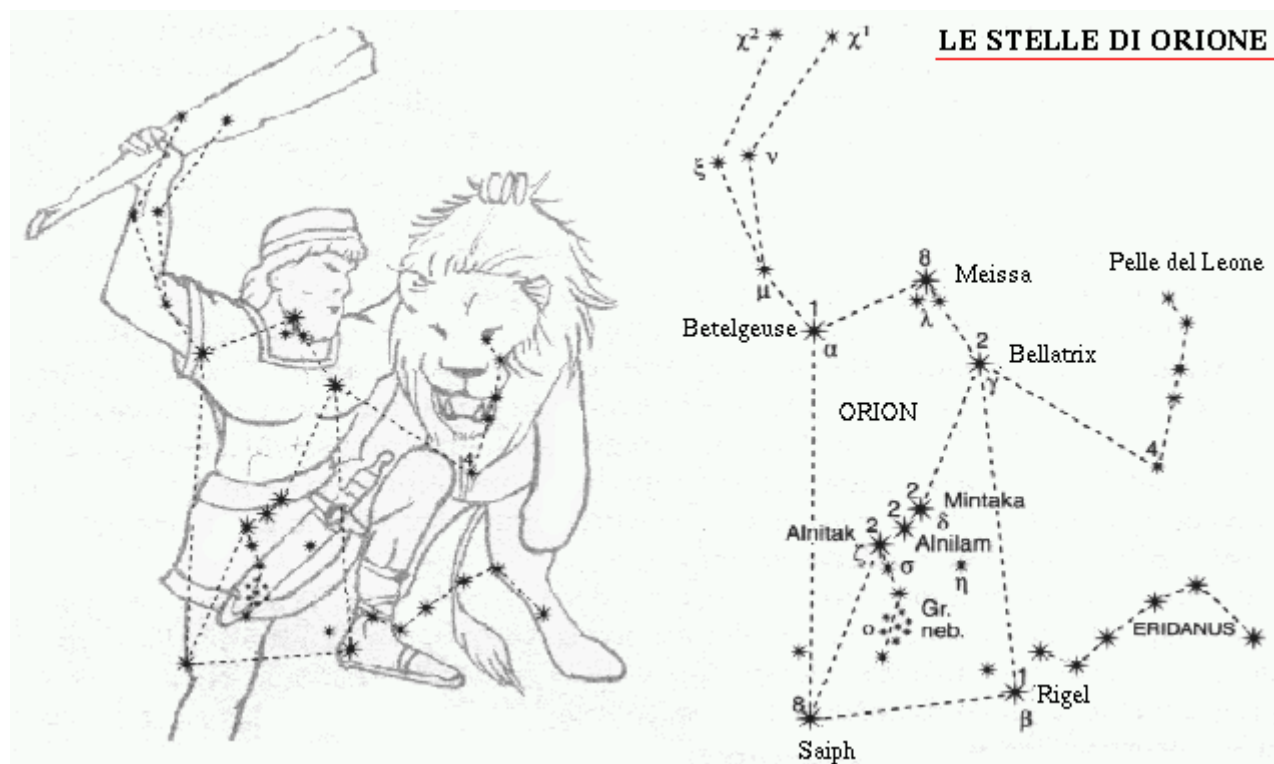 LE STELLE DI ORIONE
χ² χ¹
ξ ν
μ
8
Meissa
λ
Pelle del Leone
1
Betelgeuse
α
2
Bellatrix
γ
ORION
4
4
2
Mintaka
δ
2
Alnilam
2
Alnitak
ζ
σ
η
Gr.
neb.
ο
ERIDANUS
1
Rigel
β
8
Saiph